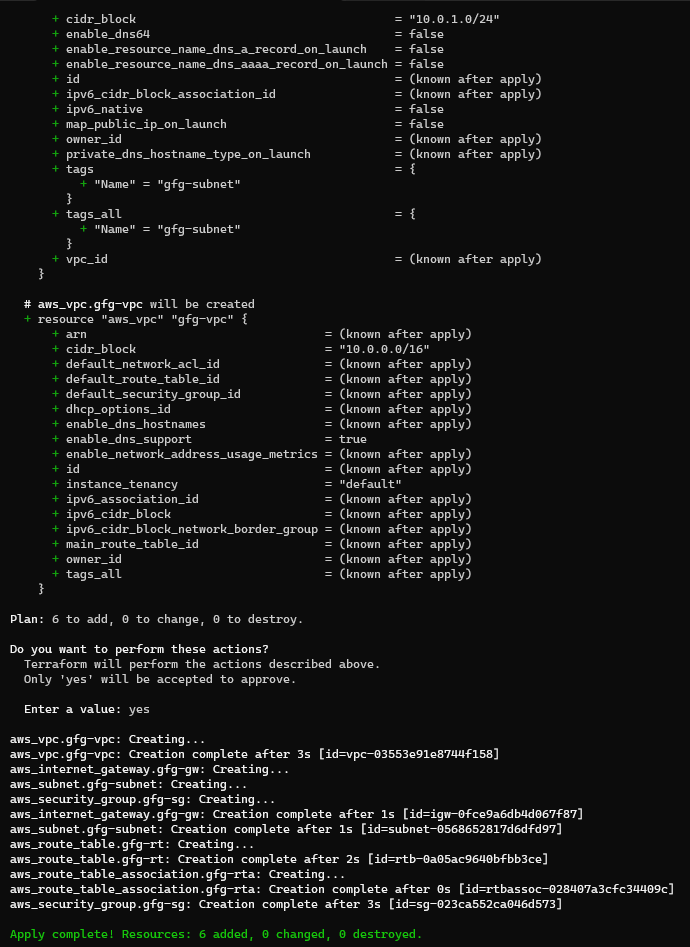 + cidr_block                                     = "10.0.1.0/24"
+ enable_dns64                                   = false
+ enable_resource_name_dns_a_record_on_launch    = false
+ enable_resource_name_dns_aaaa_record_on_launch = false
+ id                                             = (known after apply)
+ ipv6_cidr_block_association_id                 = (known after apply)
+ ipv6_native                                    = false
+ map_public_ip_on_launch                        = false
+ owner_id                                       = (known after apply)
+ private_dns_hostname_type_on_launch            = (known after apply)
+ tags                                           = {
+ "Name" = "gfg-subnet"
}
+ tags_all                                       = {
+ "Name" = "gfg-subnet"
}
+ vpc_id                                         = (known after apply)
}
# aws_vpc.gfg-vpc will be created
+ resource "aws_vpc" "gfg-vpc" {
+ arn                                  = (known after apply)
+ cidr_block                           = "10.0.0.0/16"
+ default_network_acl_id               = (known after apply)
+ default_route_table_id               = (known after apply)
+ default_security_group_id            = (known after apply)
+ dhcp_options_id                      = (known after apply)
+ enable_dns_hostnames                 = (known after apply)
+ enable_dns_support                   = true
+ enable_network_address_usage_metrics = (known after apply)
+ id                                   = (known after apply)
+ instance_tenancy                     = "default"
+ ipv6_association_id                  = (known after apply)
+ ipv6_cidr_block                      = (known after apply)
+ ipv6_cidr_block_network_border_group = (known after apply)
+ main_route_table_id                  = (known after apply)
+ owner_id                             = (known after apply)
+ tags_all                             = (known after apply)
}
Plan: 6 to add, 0 to change, 0 to destroy.
Do you want to perform these actions?
Terraform will perform the actions described above.
Only 'yes' will be accepted to approve.
Enter a value: yes
aws_vpc.gfg-vpc: Creating...
aws_vpc.gfg-vpc: Creation complete after 3s [id=vpc-03553e91e8744f158]
aws_internet_gateway.gfg-gw: Creating...
aws_subnet.gfg-subnet: Creating...
aws_security_group.gfg-sg: Creating...
aws_internet_gateway.gfg-gw: Creation complete after 1s [id=igw-0fce9a6db4d067f87]
aws_subnet.gfg-subnet: Creation complete after 1s [id=subnet-0568652817d6dfd97]
aws_route_table.gfg-rt: Creating...
aws_route_table.gfg-rt: Creation complete after 2s [id=rtb-0a05ac9640bfbb3ce]
aws_route_table_association.gfg-rta: Creating...
aws_route_table_association.gfg-rta: Creation complete after 0s [id=rtbassoc-028407a3cfc34409c]
aws_security_group.gfg-sg: Creation complete after 3s [id=sg-023ca552ca046d573]
Apply complete! Resources: 6 added, 0 changed, 0 destroyed.